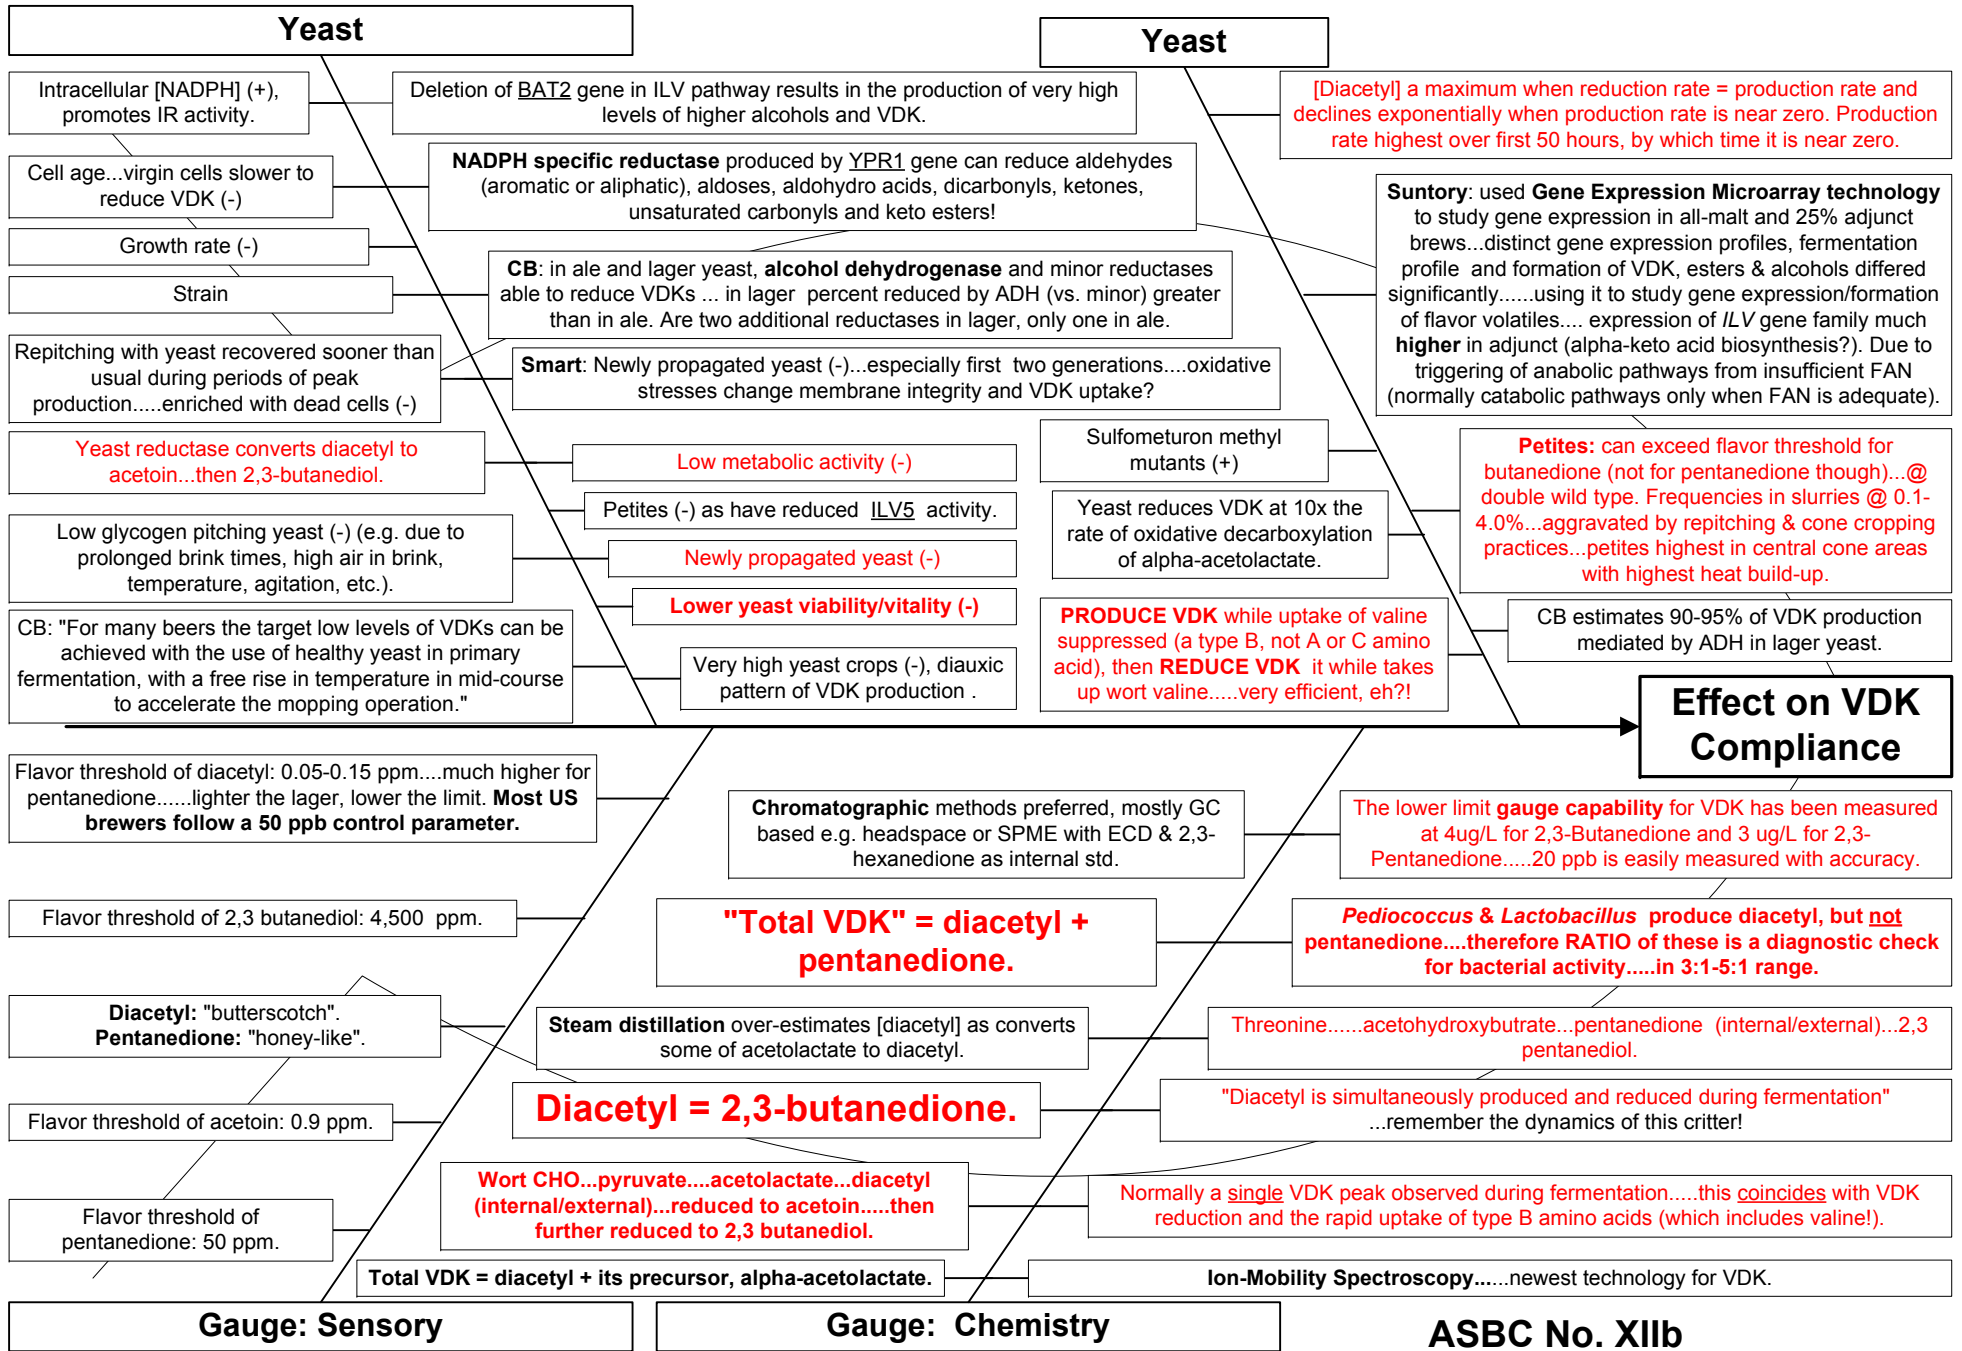 Yeast
Intracellular [NADPH] (+),
promotes IR activity.
Deletion of BAT2 gene in ILV pathway results in the production of very high
levels of higher alcohols and VDK.
Cell age...virgin cells slower to
reduce VDK (-)
NADPH specific reductase produced by YPR1 gene can reduce aldehydes
(aromatic or aliphatic), aldoses, aldohydro acids, dicarbonyls, ketones,
unsaturated carbonyls and keto esters!
Growth rate (-)
CB: in ale and lager yeast, alcohol dehydrogenase and minor reductases
able to reduce VDKs ... in lager percent reduced by ADH (vs. minor) greater
than in ale. Are two additional reductases in lager, only one in ale.
Strain
Repitching with yeast recovered sooner than
usual during periods of peak
production.....enriched with dead cells (-)
Smart: Newly propagated yeast (-)...especially first two generations....oxidative
stresses change membrane integrity and VDK uptake?
Yeast reductase converts diacetyl to
acetoin...then 2,3-butanediol.
Low metabolic activity (-)
Petites (-) as have reduced ILV5 activity.
Low glycogen pitching yeast (-) (e.g. due to
prolonged brink times, high air in brink,
temperature, agitation, etc.).
Newly propagated yeast (-)
Lower yeast viability/vitality (-)
CB: "For many beers the target low levels of VDKs can be
achieved with the use of healthy yeast in primary
fermentation, with a free rise in temperature in mid-course
to accelerate the mopping operation."
Very high yeast crops (-), diauxic
pattern of VDK production .
Yeast
[Diacetyl] a maximum when reduction rate = production rate and
declines exponentially when production rate is near zero. Production
rate highest over first 50 hours, by which time it is near zero.
Suntory: used Gene Expression Microarray technology
to study gene expression in all-malt and 25% adjunct
brews...distinct gene expression profiles, fermentation
profile and formation of VDK, esters & alcohols differed
significantly......using it to study gene expression/formation
of flavor volatiles.... expression of ILV gene family much
higher in adjunct (alpha-keto acid biosynthesis?). Due to
triggering of anabolic pathways from insufficient FAN
(normally catabolic pathways only when FAN is adequate).
Sulfometuron methyl
mutants (+)
Petites: can exceed flavor threshold for
butanedione (not for pentanedione though)...@
double wild type. Frequencies in slurries @ 0.1-
4.0%...aggravated by repitching & cone cropping
practices...petites highest in central cone areas
with highest heat build-up.
Yeast reduces VDK at 10x the
rate of oxidative decarboxylation
of alpha-acetolactate.
PRODUCE VDK while uptake of valine
suppressed (a type B, not A or C amino
acid), then REDUCE VDK it while takes
up wort valine.....very efficient, eh?!
CB estimates 90-95% of VDK production
mediated by ADH in lager yeast.
Effect on VDK
Compliance
Flavor threshold of diacetyl: 0.05-0.15 ppm....much higher for
pentanedione......lighter the lager, lower the limit. Most US
brewers follow a 50 ppb control parameter.
Flavor threshold of 2,3 butanediol: 4,500 ppm.
Diacetyl: "butterscotch".
Pentanedione: "honey-like".
Flavor threshold of acetoin: 0.9 ppm.
Flavor threshold of
pentanedione: 50 ppm.
Gauge: Sensory
Chromatographic methods preferred, mostly GC
based e.g. headspace or SPME with ECD & 2,3-
hexanedione as internal std.
The lower limit gauge capability for VDK has been measured
at 4ug/L for 2,3-Butanedione and 3 ug/L for 2,3-
Pentanedione.....20 ppb is easily measured with accuracy.
"Total VDK" = diacetyl +
pentanedione.
Pediococcus & Lactobacillus produce diacetyl, but not
pentanedione....therefore RATIO of these is a diagnostic check
for bacterial activity.....in 3:1-5:1 range.
Steam distillation over-estimates [diacetyl] as converts
some of acetolactate to diacetyl.
Threonine......acetohydroxybutrate...pentanedione (internal/external)...2,3
pentanediol.
Diacetyl = 2,3-butanedione.
"Diacetyl is simultaneously produced and reduced during fermentation"
...remember the dynamics of this critter!
Wort CHO...pyruvate....acetolactate...diacetyl
(internal/external)...reduced to acetoin.....then
further reduced to 2,3 butanediol.
Normally a single VDK peak observed during fermentation.....this coincides with VDK
reduction and the rapid uptake of type B amino acids (which includes valine!).
Total VDK = diacetyl + its precursor, alpha-acetolactate.
Ion-Mobility Spectroscopy......newest technology for VDK.
Gauge: Chemistry
ASBC No. XIIb